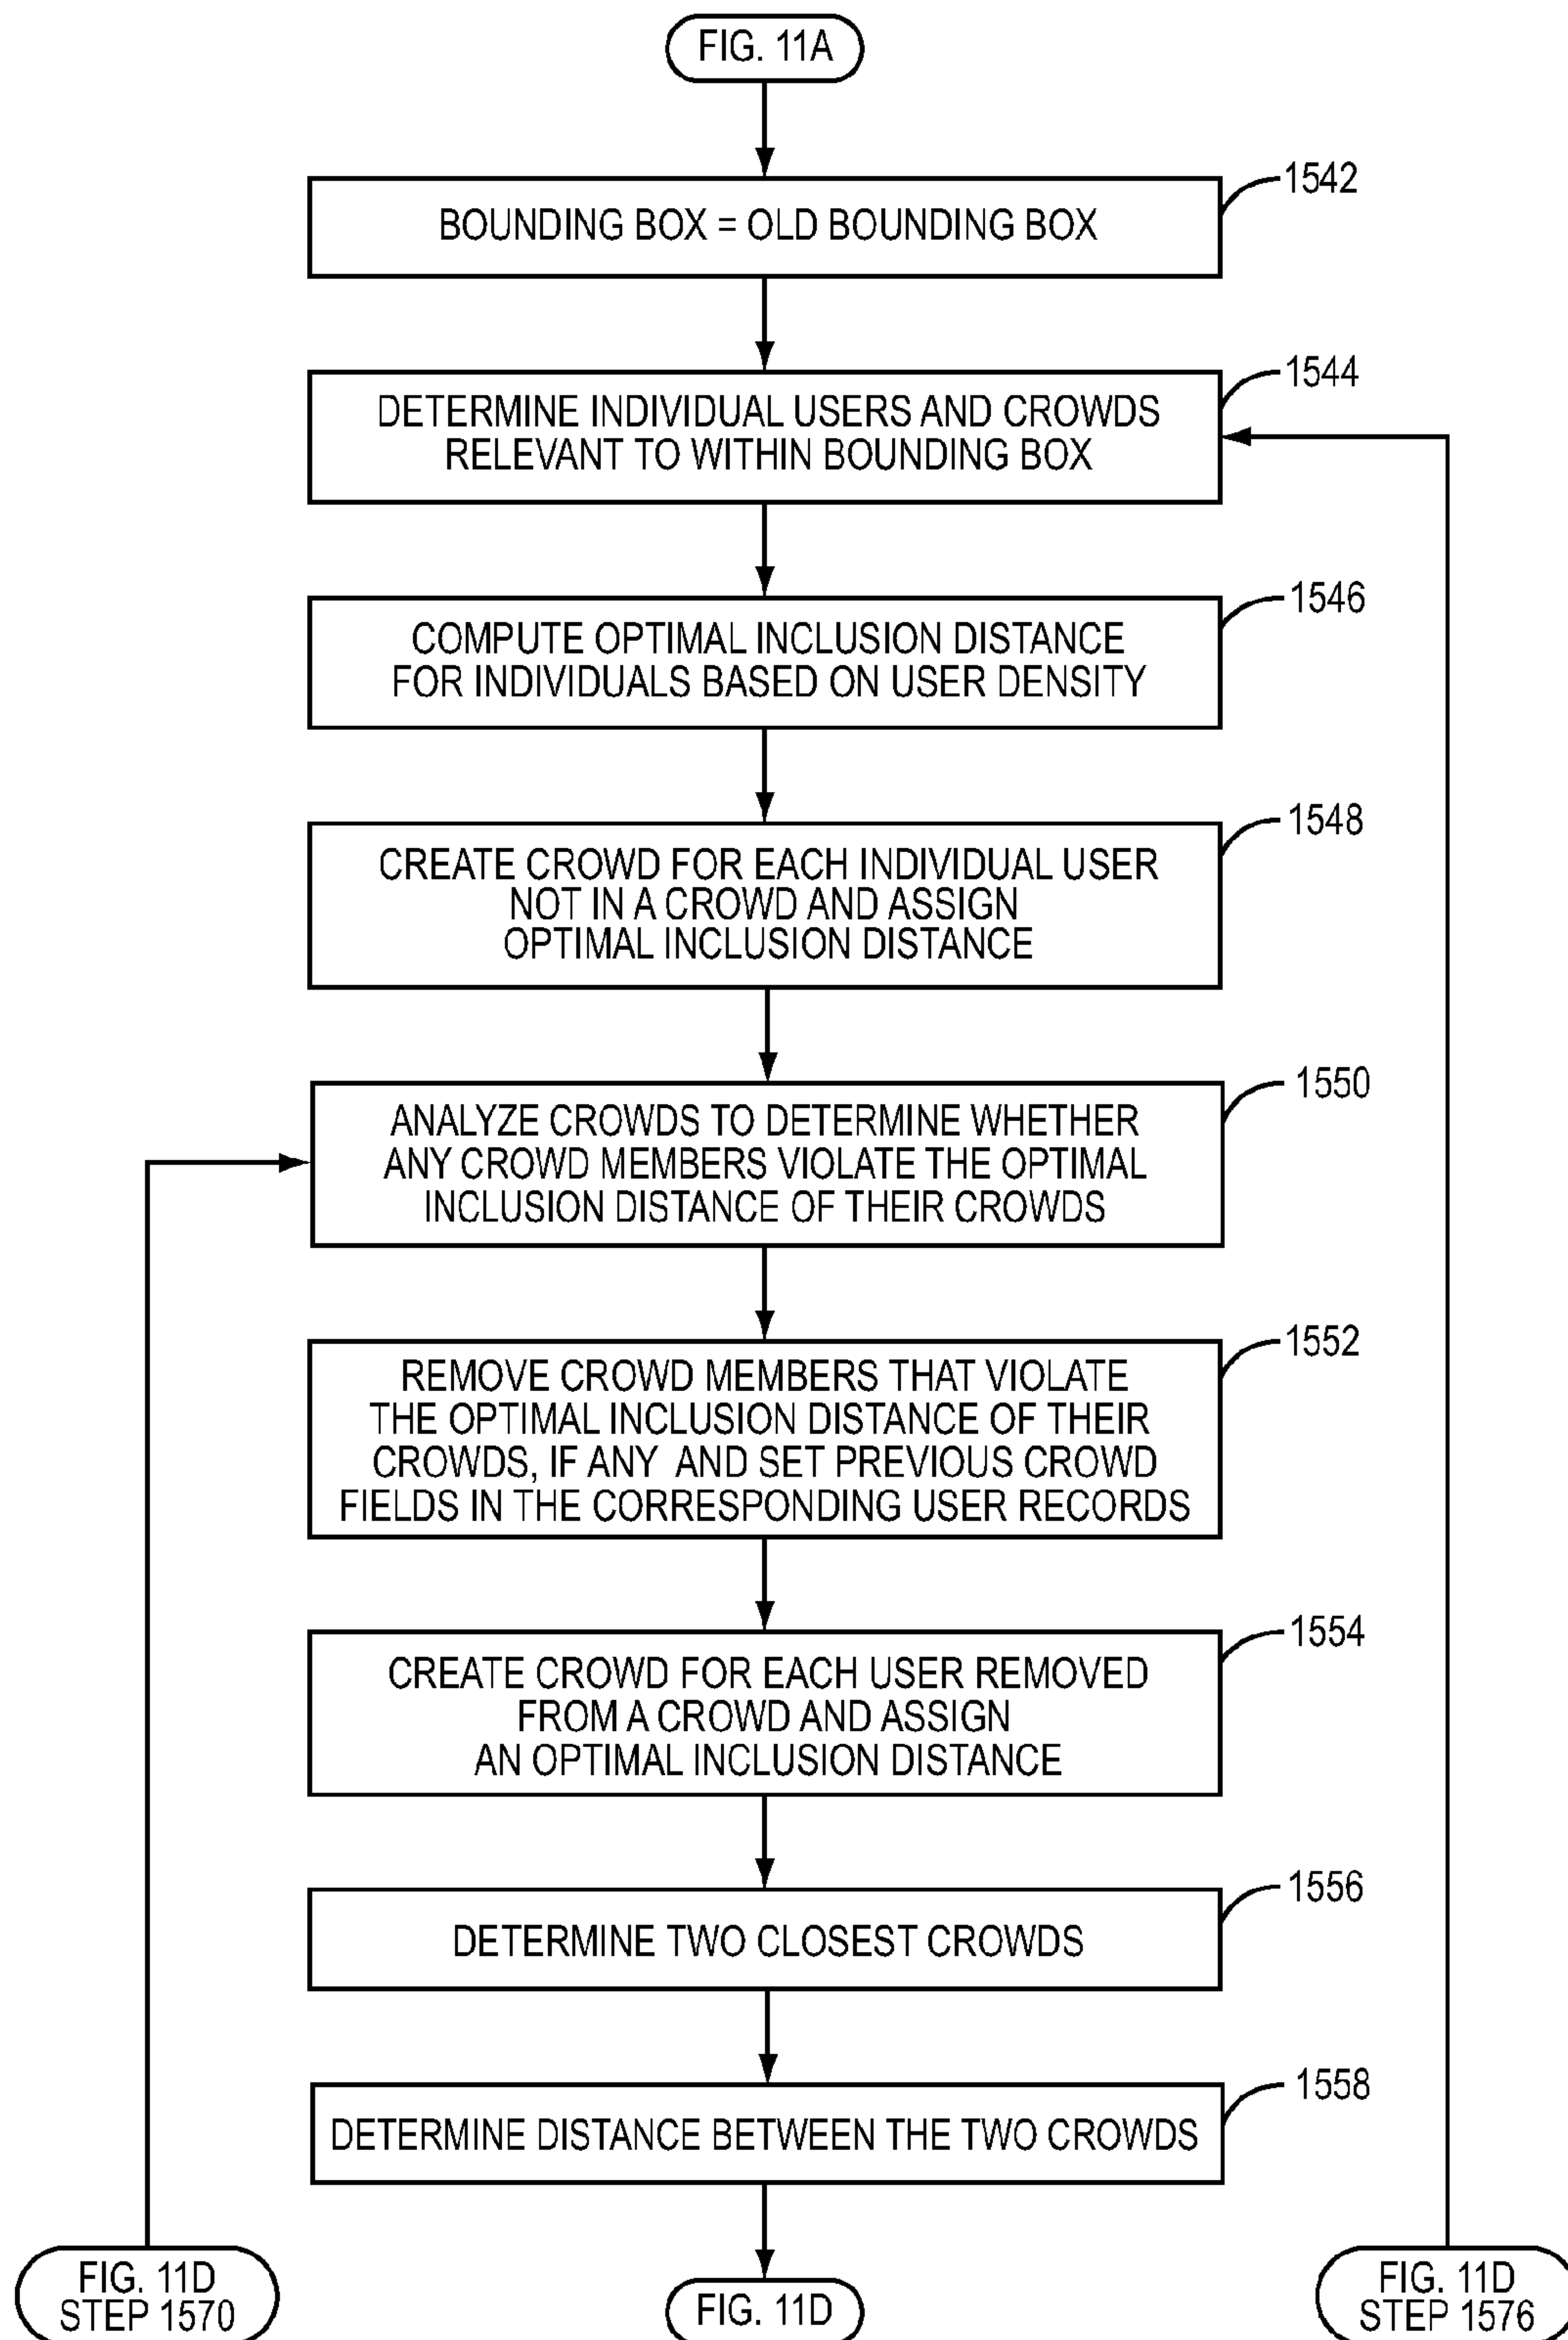 FIG. 11A
1542
BOUNDING BOX = OLD BOUNDING BOX
1544
DETERMINE INDIVIDUAL USERS AND CROWDS
RELEVANT TO WITHIN BOUNDING BOX
1546
COMPUTE OPTIMAL INCLUSION DISTANCE
FOR INDIVIDUALS BASED ON USER DENSITY
1548
CREATE CROWD FOR EACH INDIVIDUAL USER
NOT IN A CROWD AND ASSIGN
OPTIMAL INCLUSION DISTANCE
1550
ANALYZE CROWDS TO DETERMINE WHETHER
ANY CROWD MEMBERS VIOLATE THE OPTIMAL
INCLUSION DISTANCE OF THEIR CROWDS
1552
REMOVE CROWD MEMBERS THAT VIOLATE
THE OPTIMAL INCLUSION DISTANCE OF THEIR
CROWDS, IF ANY AND SET PREVIOUS CROWD
FIELDS IN THE CORRESPONDING USER RECORDS
1554
CREATE CROWD FOR EACH USER REMOVED
FROM A CROWD AND ASSIGN
AN OPTIMAL INCLUSION DISTANCE
1556
DETERMINE TWO CLOSEST CROWDS
1558
DETERMINE DISTANCE BETWEEN THE TWO CROWDS
FIG. 11D
STEP 1570
FIG. 11D
FIG. 11D
STEP 1576